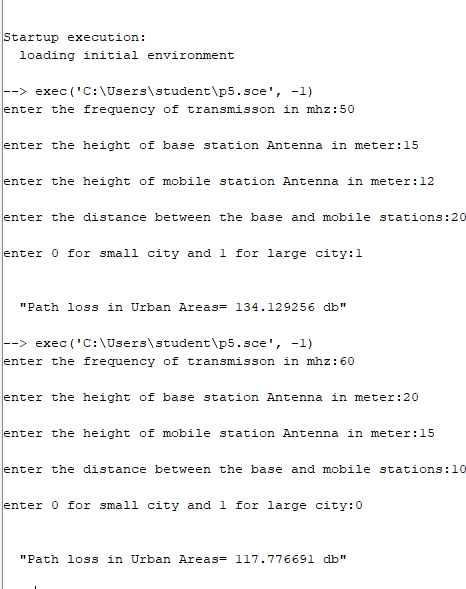 Startup execution:
loading initial environment
--> exec('C:\Users\student\p5.sce', -1)
enter the frequency of transmisson in mhz:50
enter the height of base station Antenna in meter:15
enter the height of mobile station Antenna in meter:12
enter the distance between the base and mobile stations:20
enter 0 for small city and 1 for large city:1
"Path loss in Urban Areas= 134.129256 db"
--> exec('C:\Users\student\p5.sce', -1)
enter the frequency of transmisson in mhz:60
enter the height of base station Antenna in meter:20
enter the height of mobile station Antenna in meter:15
enter the distance between the base and mobile stations:10
enter 0 for small city and 1 for large city:0
"Path loss in Urban Areas= 117.776691 db"